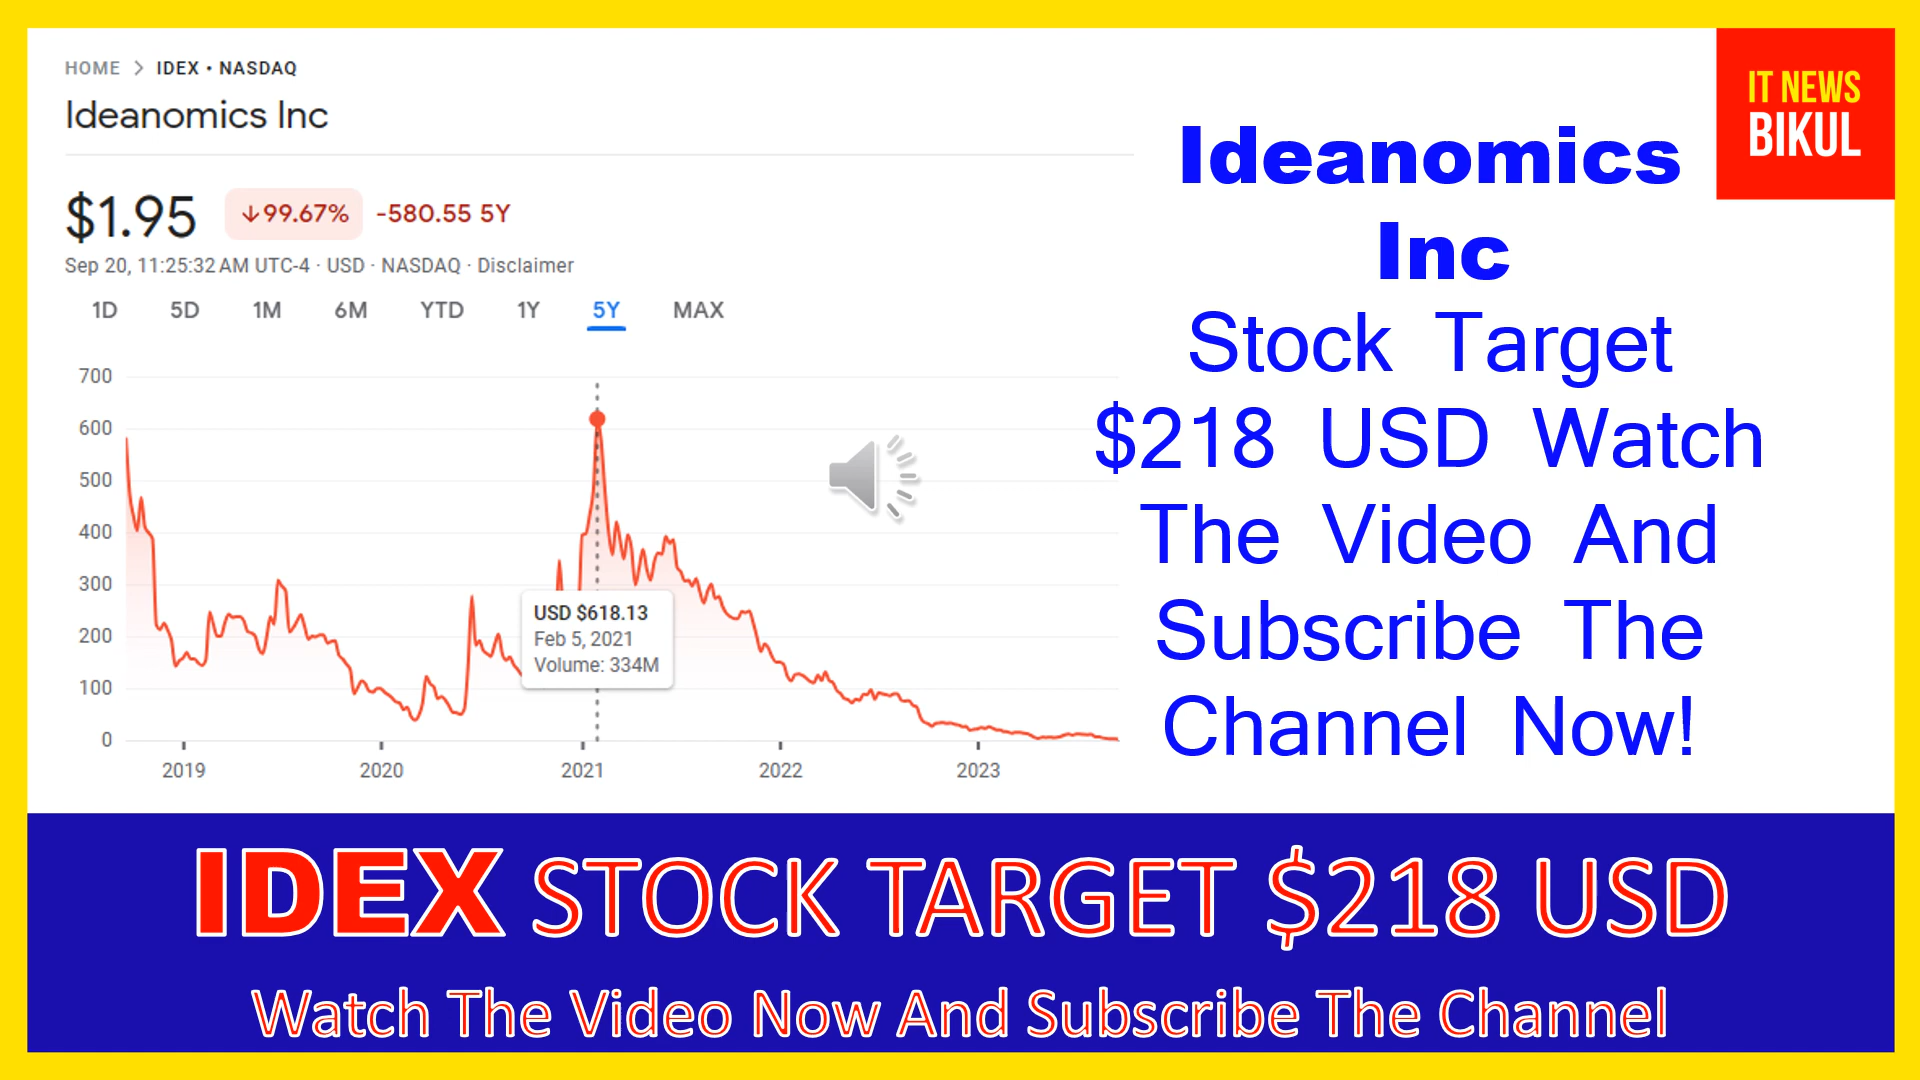 HOME > IDEX • NASDAQ
Ideanomics Inc
$1.95 ↓99.67% -580.55 5Y
Sep 20, 11:25:32 AM UTC-4 · USD · NASDAQ · Disclaimer
1D 5D 1M 6M YTD 1Y 5Y MAX
700
600
500
400
300
200
100
0
USD $618.13
Feb 5, 2021
Volume: 334M
2019 2020 2021 2022 2023
IT NEWS
BIKUL
Ideanomics
Inc
Stock Target
$218 USD Watch
The Video And
Subscribe The
Channel Now!
IDEX STOCK TARGET $218 USD
Watch The Video Now And Subscribe The Channel